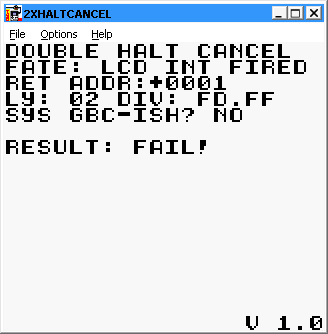 2XHALTCANCEL
File Options Help
DOUBLE HALT CANCEL
FATE: LCD INT FIRED
RET ADDR:+0001
LY: 02 DIV: FD.FF
SYS GBC-ISH? NO
RESULT: FAIL!
V 1.0